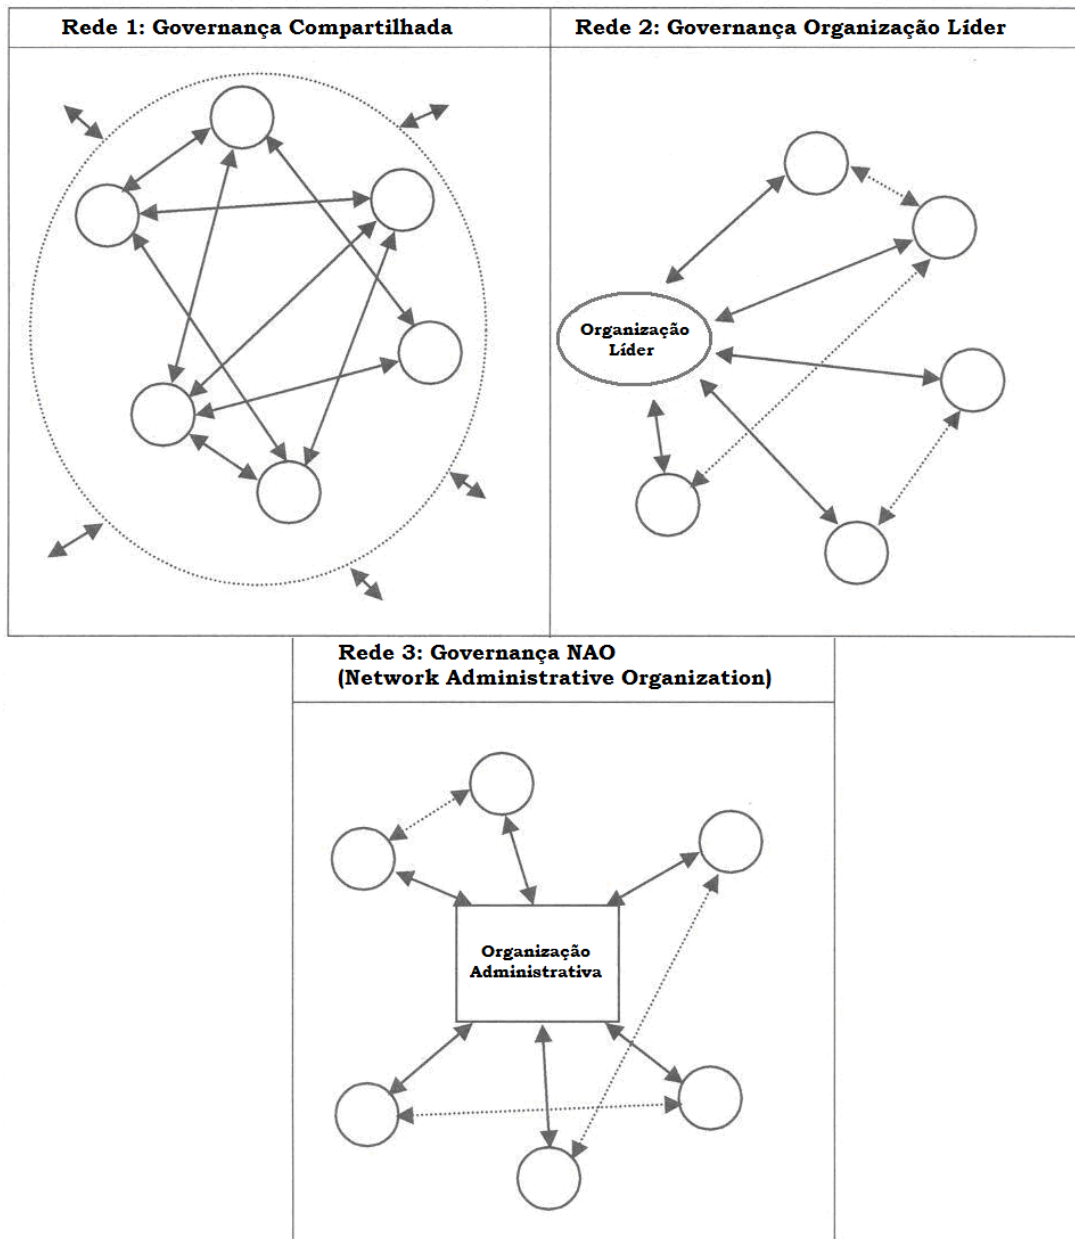 Rede 1: Governança Compartilhada
Rede 2: Governança Organização Líder
Organização
Líder
Rede 3: Governança NAO
(Network Administrative Organization)
Organização
Administrativa